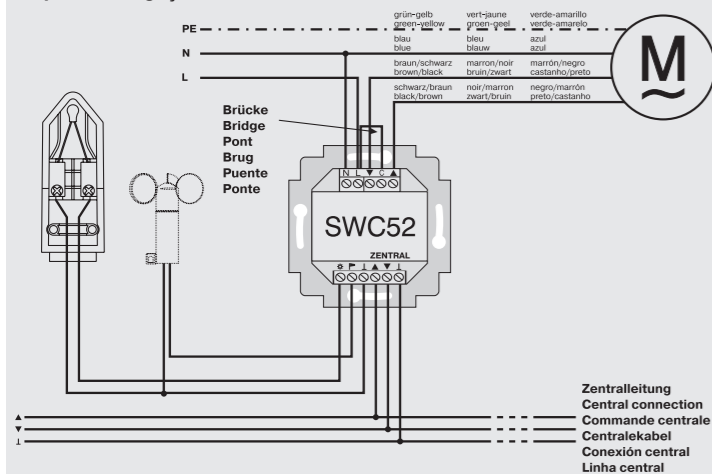 grün-gelb vert-jaune verde-amarillo
green-yellow groen-geel verde-amarelo
PE
blau bleu azul
blue blauw azul
N
braun/schwarz marron/noir marrón/negro
brown/black bruin/zwart castanho/preto
L
schwarz/braun noir/marron negro/marrón
black/brown zwart/bruin preto/castanho
M
Brücke
Bridge
Pont
Brug
Puente
Ponte
N L ▼ C ▲
SWC52
ZENTRAL
⊥ ▲ ▼ ⊥
Zentralleitung
Central connection
Commande centrale
Centralekabel
Conexión central
Linha central
▲
▼
⊥